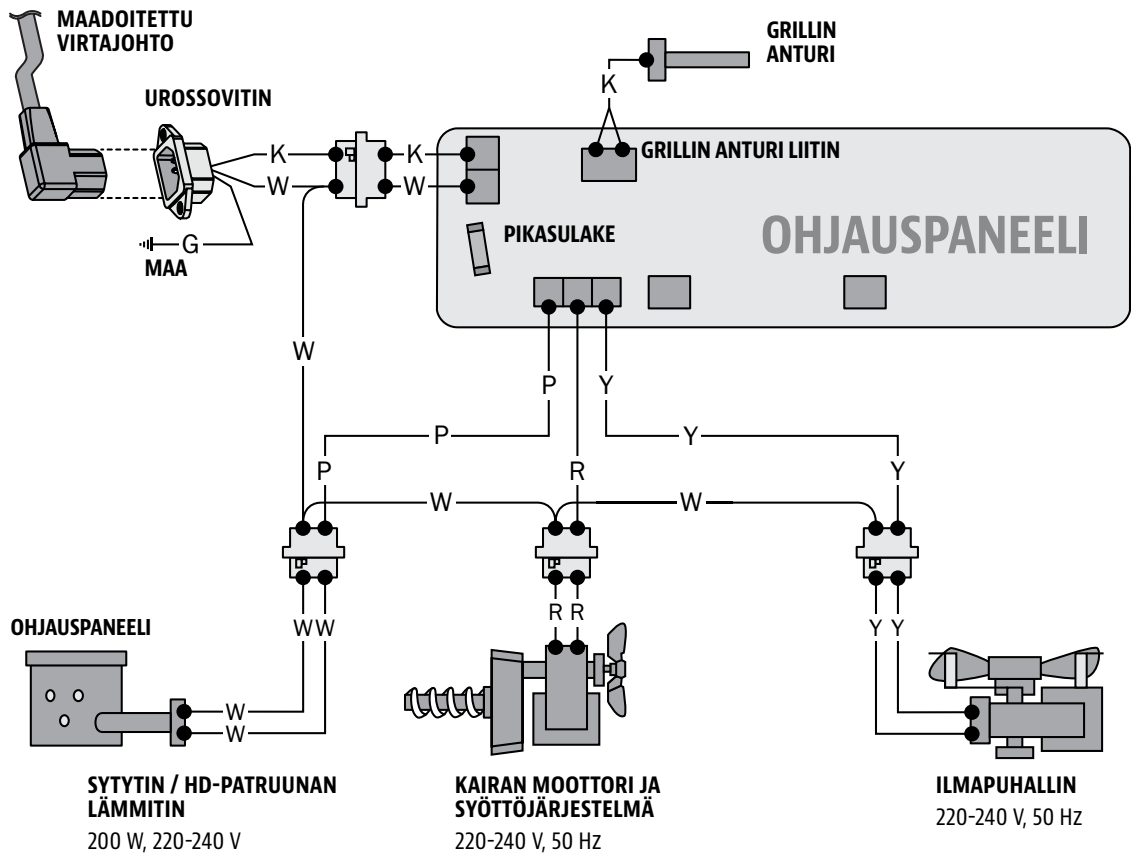 MAADOITETTU
VIRTAJOHTO
GRILLIN
ANTURI
UROSSOVITIN
K
K
K
GRILLIN ANTURI LIITIN
W
W
PIKASULAKE
OHJAUSPANEELI
G
MAA
W
P
Y
P
Y
P
R
Y
W
W
R R
Y Y
WW
OHJAUSPANEELI
W
W
SYTYTIN / HD-PATRUUNAN
LÄMMITIN
200 W, 220-240 V
KAIRAN MOOTTORI JA
SYÖTTÖJÄRJESTELMÄ
220-240 V, 50 Hz
ILMAPUHALLIN
220-240 V, 50 Hz